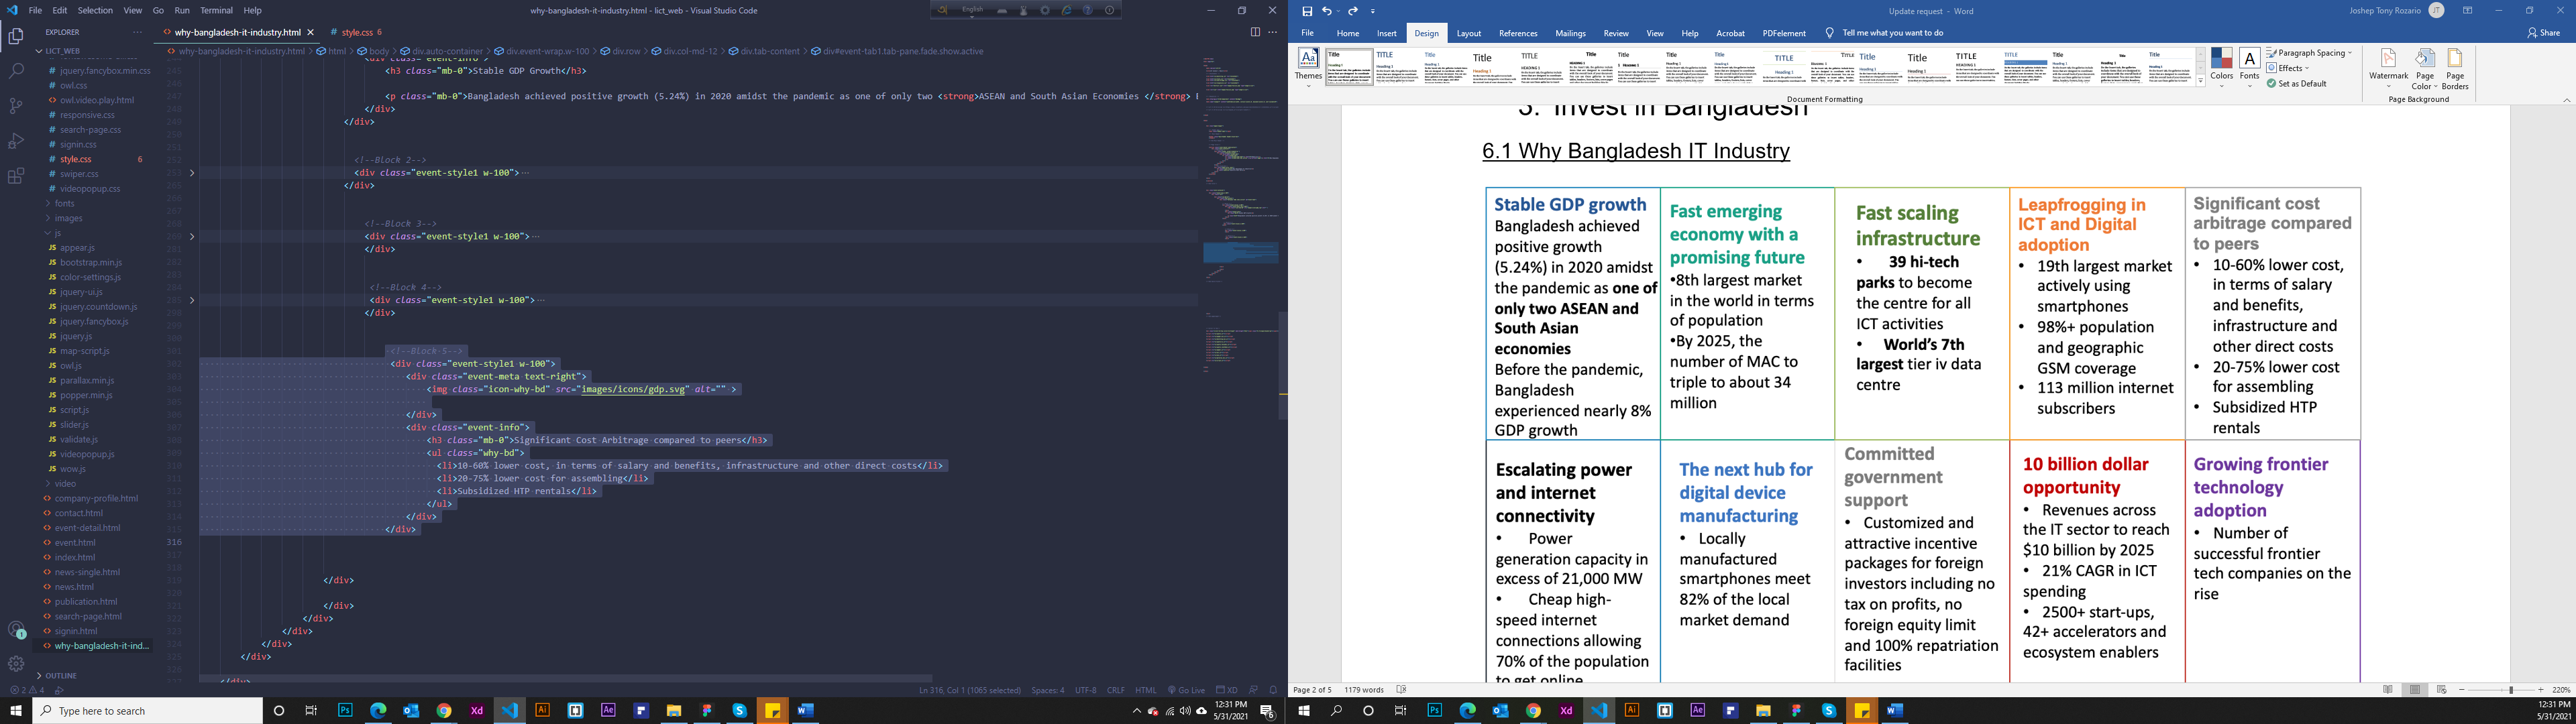 File Edit Selection View Go Run Terminal Help
why-bangladesh-it-industry.html - lict_web - Visual Studio Code
English
EXPLORER
LICT_WEB
jquery.fancybox.min.css
owl.css
owl.video.play.html
responsive.css
search-page.css
signin.css
style.css 6
swiper.css
videopopup.css
fonts
images
js
appear.js
bootstrap.min.js
color-settings.js
jquery-ui.js
jquery.countdown.js
jquery.fancybox.js
jquery.js
map-script.js
owl.js
parallax.min.js
popper.min.js
script.js
slider.js
validate.js
videopopup.js
wow.js
video
company-profile.html
contact.html
event-detail.html
event.html
index.html
news-single.html
news.html
publication.html
search-page.html
signin.html
why-bangladesh-it-ind...
OUTLINE
why-bangladesh-it-industry.html
style.css 6
why-bangladesh-it-industry.html > html > body > div.auto-container > div.event-wrap.w-100 > div.row > div.col-md-12 > div.tab-content > div#event-tab1.tab-pane.fade.show.active
<h3 class="mb-0">Stable GDP Growth</h3>
<p class="mb-0">Bangladesh achieved positive growth (5.24%) in 2020 amidst the pandemic as one of only two <strong>ASEAN and South Asian Economies </strong>
</div>
</div>
<!--Block 2-->
<div class="event-style1 w-100">...
</div>
<!--Block 3-->
<div class="event-style1 w-100">...
</div>
<!--Block 4-->
<div class="event-style1 w-100">...
</div>
<!--Block 5-->
<div class="event-style1 w-100">
<div class="event-meta text-right">
<img class="icon-why-bd" src="images/icons/gdp.svg" alt="" >
</div>
<div class="event-info">
<h3 class="mb-0">Significant Cost Arbitrage compared to peers</h3>
<ul class="why-bd">
<li>10-60% lower cost, in terms of salary and benefits, infrastructure and other direct costs</li>
<li>20-75% lower cost for assembling</li>
<li>Subsidized HTP rentals</li>
</ul>
</div>
</div>
316
</div>
</div>
</div>
</div>
</div>
</div>
2 4
Ln 316, Col 1 (1065 selected) Spaces: 4 UTF-8 CRLF HTML Go Live XD
Type here to search
12:31 PM
5/31/2021
Update request - Word
Joshep Tony Rozario JT
File Home Insert Design Layout References Mailings Review View Help Acrobat PDFelement Tell me what you want to do
Share
Themes
Colors Fonts
Paragraph Spacing
Effects
Set as Default
Watermark Page Color Page Borders
Document Formatting
Page Background
Invest in Bangladesh
6.1 Why Bangladesh IT Industry
Stable GDP growth
Bangladesh achieved
positive growth
(5.24%) in 2020 amidst
the pandemic as one of
only two ASEAN and
South Asian
economies
Before the pandemic,
Bangladesh
experienced nearly 8%
GDP growth
Fast emerging
economy with a
promising future
•8th largest market
in the world in terms
of population
•By 2025, the
number of MAC to
triple to about 34
million
Fast scaling
infrastructure
• 39 hi-tech
parks to become
the centre for all
ICT activities
• World's 7th
largest tier iv data
centre
Leapfrogging in
ICT and Digital
adoption
• 19th largest market
actively using
smartphones
• 98%+ population
and geographic
GSM coverage
• 113 million internet
subscribers
Significant cost
arbitrage compared
to peers
• 10-60% lower cost,
in terms of salary
and benefits,
infrastructure and
other direct costs
• 20-75% lower cost
for assembling
• Subsidized HTP
rentals
Escalating power
and internet
connectivity
• Power
generation capacity in
excess of 21,000 MW
• Cheap high-
speed internet
connections allowing
70% of the population
to get online
The next hub for
digital device
manufacturing
• Locally
manufactured
smartphones meet
82% of the local
market demand
Committed
government
support
• Customized and
attractive incentive
packages for foreign
investors including no
tax on profits, no
foreign equity limit
and 100% repatriation
facilities
10 billion dollar
opportunity
• Revenues across
the IT sector to reach
$10 billion by 2025
• 21% CAGR in ICT
spending
• 2500+ start-ups,
42+ accelerators and
ecosystem enablers
Growing frontier
technology
adoption
• Number of
successful frontier
tech companies on the
rise
Page 2 of 5 1179 words
220%
12:31 PM
5/31/2021